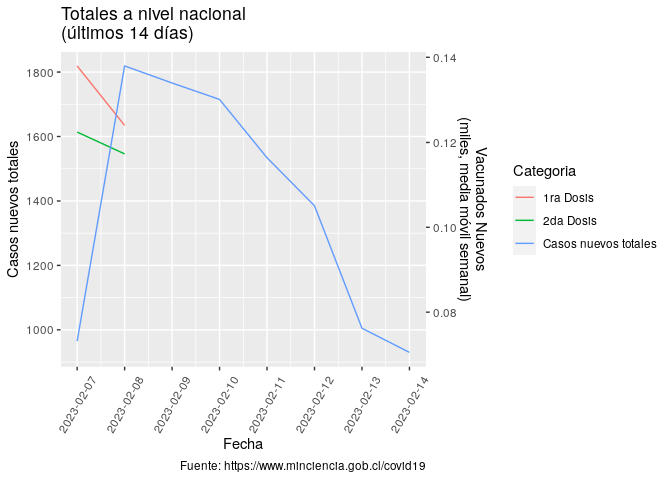 Totales a nivel nacional
(últimos 14 días)
1800
1600
1400
1200
1000
Casos nuevos totales
0.14
0.12
0.10
0.08
Vacunados Nuevos
(miles, media móvil semanal)
2023-02-07
2023-02-08
2023-02-09
2023-02-10
2023-02-11
2023-02-12
2023-02-13
2023-02-14
Fecha
Categoria
1ra Dosis
2da Dosis
Casos nuevos totales
Fuente: https://www.minciencia.gob.cl/covid19